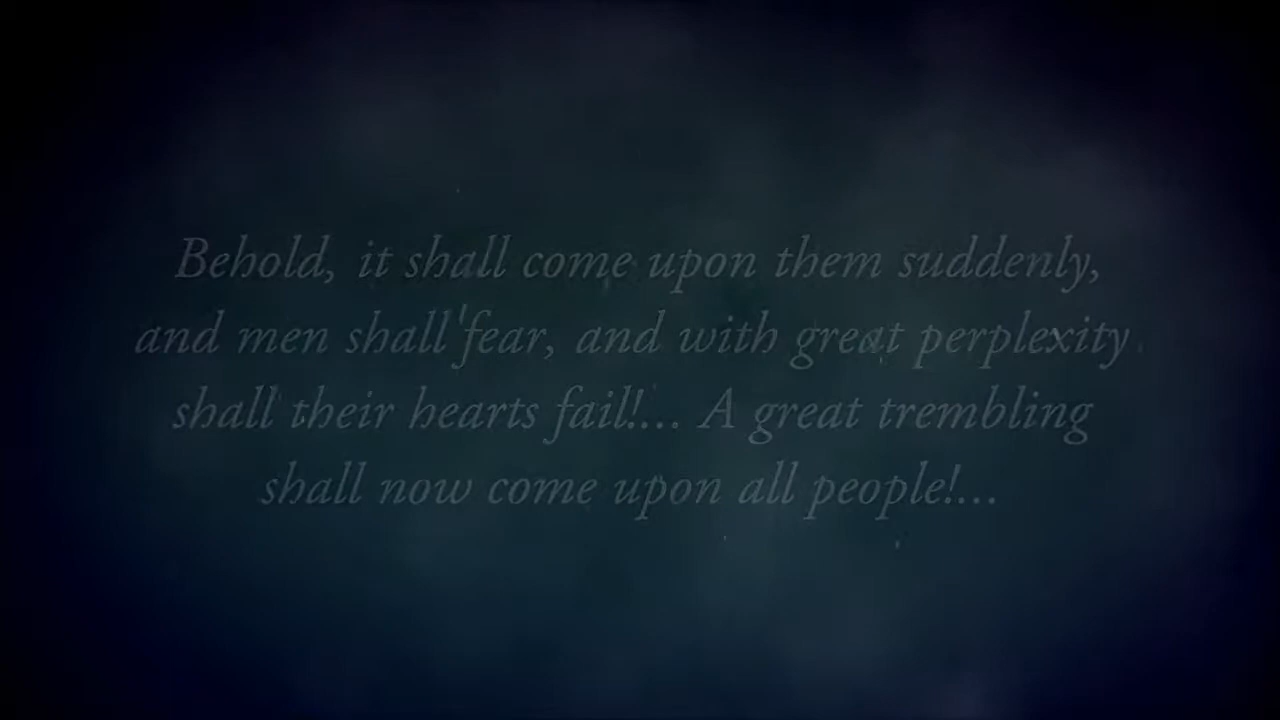 Behold, it shall come upon them suddenly,
and men shall fear, and with great perplexity
shall their hearts fail!... A great trembling
shall now come upon all people!...